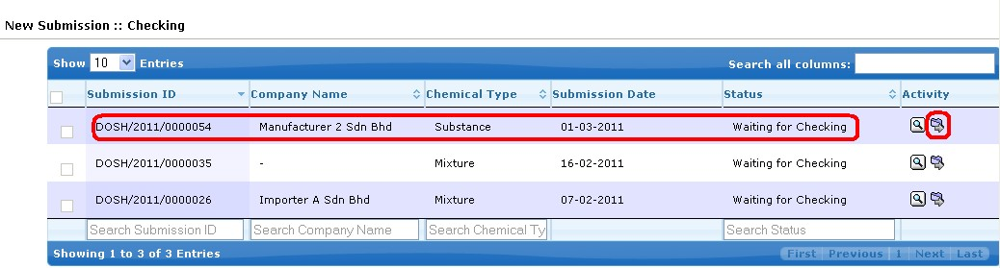 New Submission :: Checking
Show 10 Entries Search all columns:
Submission ID Company Name Chemical Type Submission Date Status Activity
DOSH/2011/0000054 Manufacturer 2 Sdn Bhd Substance 01-03-2011 Waiting for Checking
DOSH/2011/0000035 - Mixture 16-02-2011 Waiting for Checking
DOSH/2011/0000026 Importer A Sdn Bhd Mixture 07-02-2011 Waiting for Checking
Search Submission ID Search Company Name Search Chemical Ty Search Status
Showing 1 to 3 of 3 Entries First Previous 1 Next Last